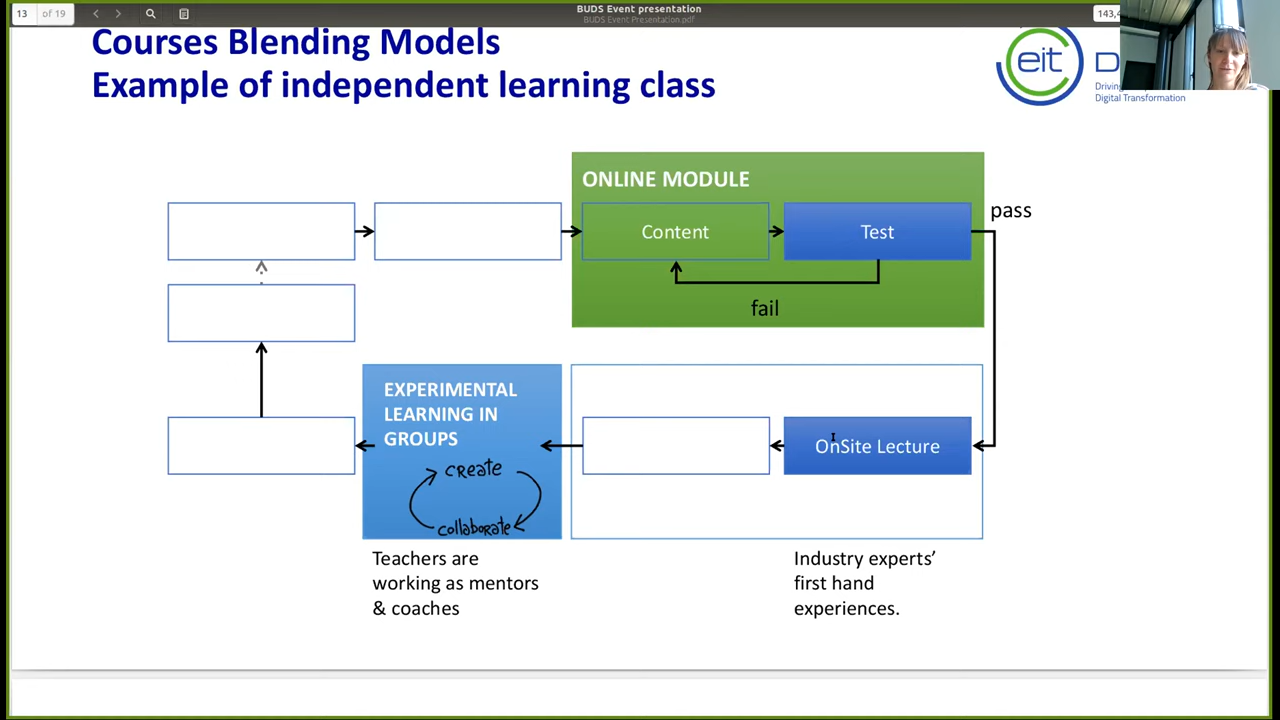 13 of 19
BUDS Event presentation
BUDS Event Presentation.pdf
143,4
Courses Blending Models
Example of independent learning class
eit D
Driving
Digital Transformation
ONLINE MODULE
Content
Test
pass
fail
EXPERIMENTAL
LEARNING IN
GROUPS
create
collaborate
OnSite Lecture
Teachers are
working as mentors
& coaches
Industry experts’
first hand
experiences.